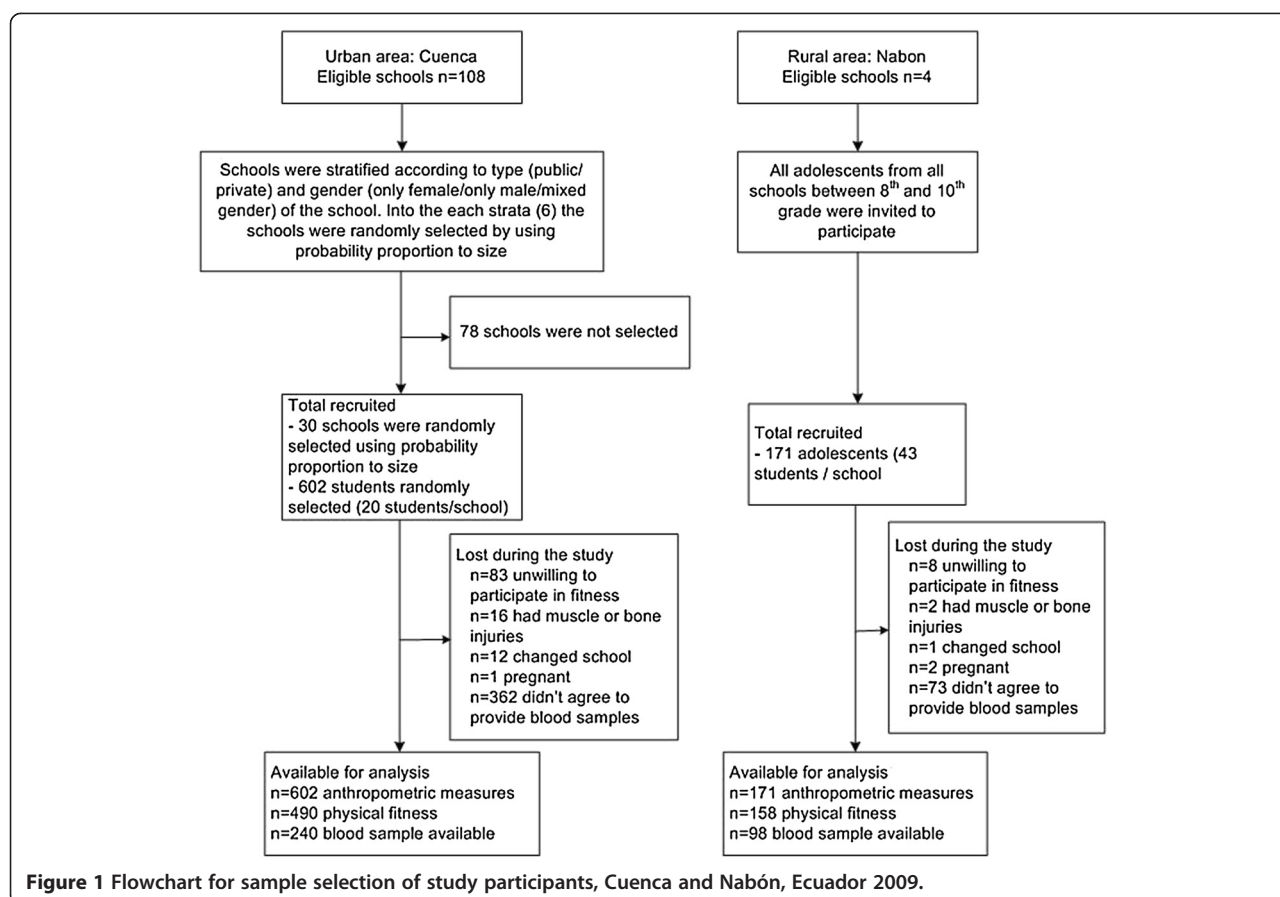 Urban area: Cuenca
Eligible schools n=108
Schools were stratified according to type (public/
private) and gender (only female/only male/mixed
gender) of the school. Into the each strata (6) the
schools were randomly selected by using
probability proportion to size
78 schools were not selected
Total recruited
- 30 schools were randomly
selected using probability
proportion to size
- 602 students randomly
selected (20 students/school)
Lost during the study
n=83 unwilling to
participate in fitness
n=16 had muscle or bone
injuries
n=12 changed school
n=1 pregnant
n=362 didn't agree to
provide blood samples
Available for analysis
n=602 anthropometric measures
n=490 physical fitness
n=240 blood sample available
Rural area: Nabon
Eligible schools n=4
All adolescents from all
schools between 8th and 10th
grade were invited to
participate
Total recruited
- 171 adolescents (43
students / school
Lost during the study
n=8 unwilling to
participate in fitness
n=2 had muscle or bone
injuries
n=1 changed school
n=2 pregnant
n=73 didn't agree to
provide blood samples
Available for analysis
n=171 anthropometric measures
n=158 physical fitness
n=98 blood sample available
Figure 1 Flowchart for sample selection of study participants, Cuenca and Nabón, Ecuador 2009.